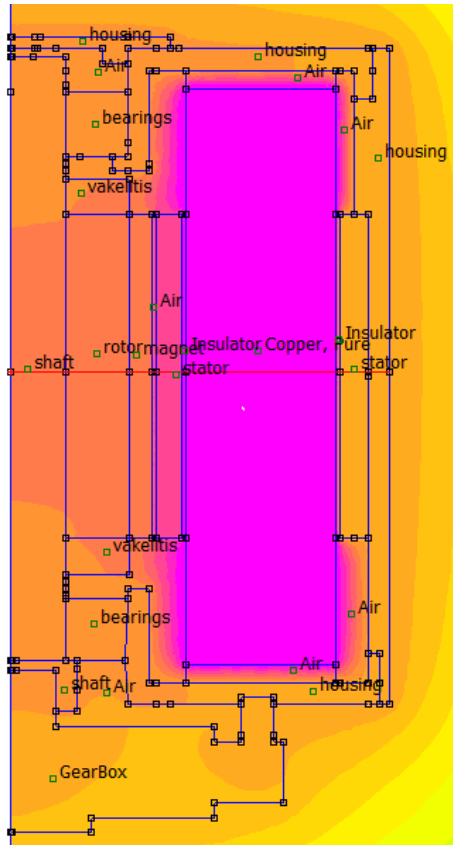 housing
housing
Air
Air
bearings
Air
housing
vakelitis
Air
Insulator
rotor magnet Insulator Copper, Pure
shaft
stator
stator
vakelitis
Air
bearings
Air
shaft Air
housing
GearBox